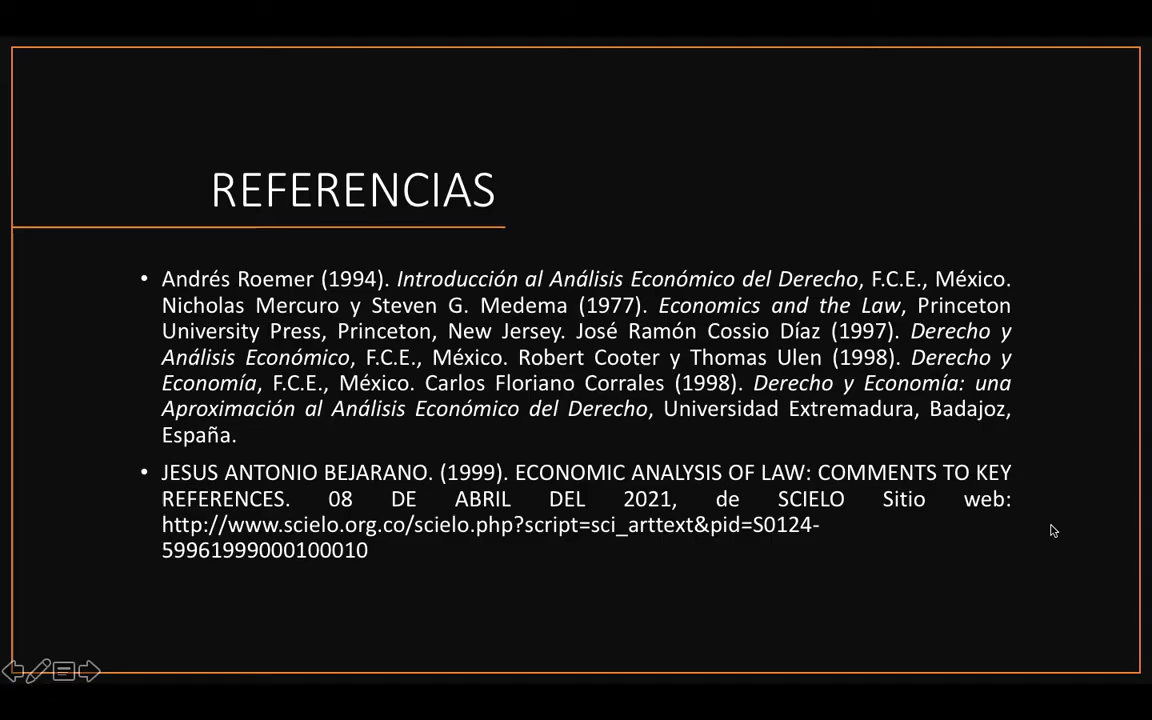 REFERENCIAS
• Andrés Roemer (1994). Introducción al Análisis Económico del Derecho, F.C.E., México.
Nicholas Mercuro y Steven G. Medema (1977). Economics and the Law, Princeton
University Press, Princeton, New Jersey. José Ramón Cossio Díaz (1997). Derecho y
Análisis Económico, F.C.E., México. Robert Cooter y Thomas Ulen (1998). Derecho y
Economía, F.C.E., México. Carlos Floriano Corrales (1998). Derecho y Economía: una
Aproximación al Análisis Económico del Derecho, Universidad Extremadura, Badajoz,
España.
• JESUS ANTONIO BEJARANO. (1999). ECONOMIC ANALYSIS OF LAW: COMMENTS TO KEY
REFERENCES. 08 DE ABRIL DEL 2021, de SCIELO Sitio web:
http://www.scielo.org.co/scielo.php?script=sci_arttext&pid=S0124-
59961999000100010